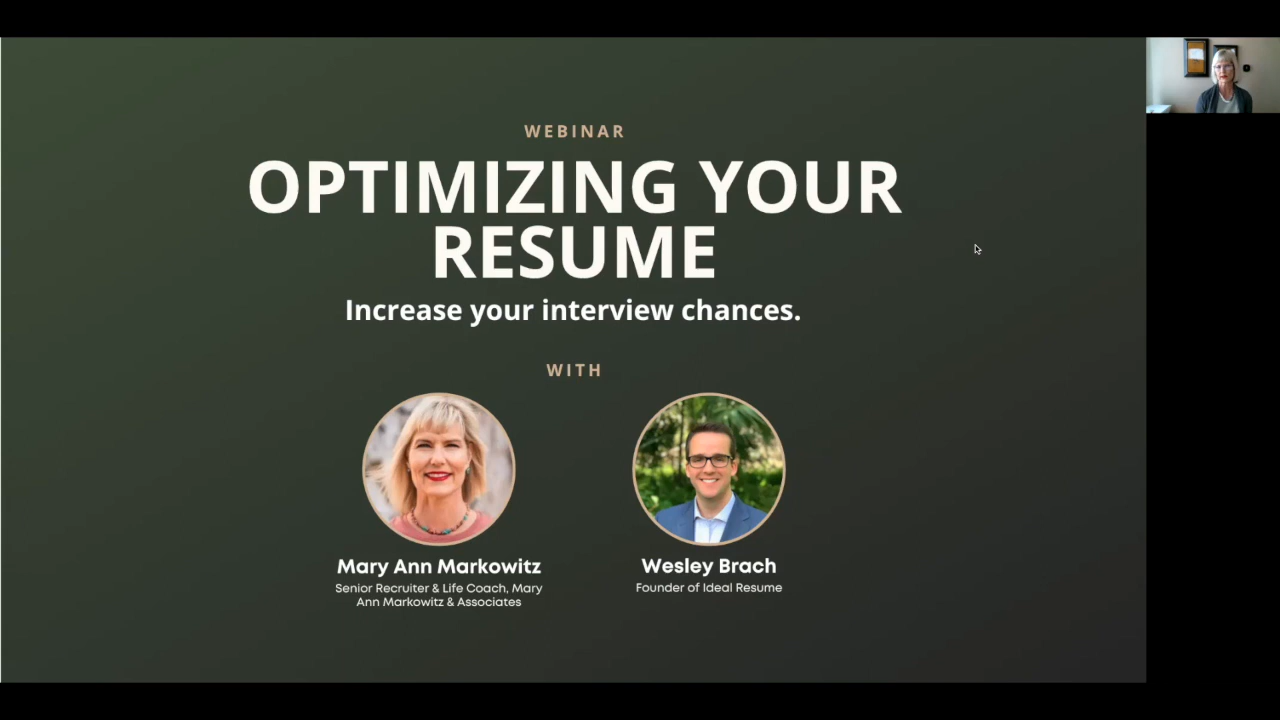 WEBINAR
OPTIMIZING YOUR
RESUME
Increase your interview chances.
WITH
Mary Ann Markowitz
Senior Recruiter & Life Coach, Mary
Ann Markowitz & Associates
Wesley Brach
Founder of Ideal Resume